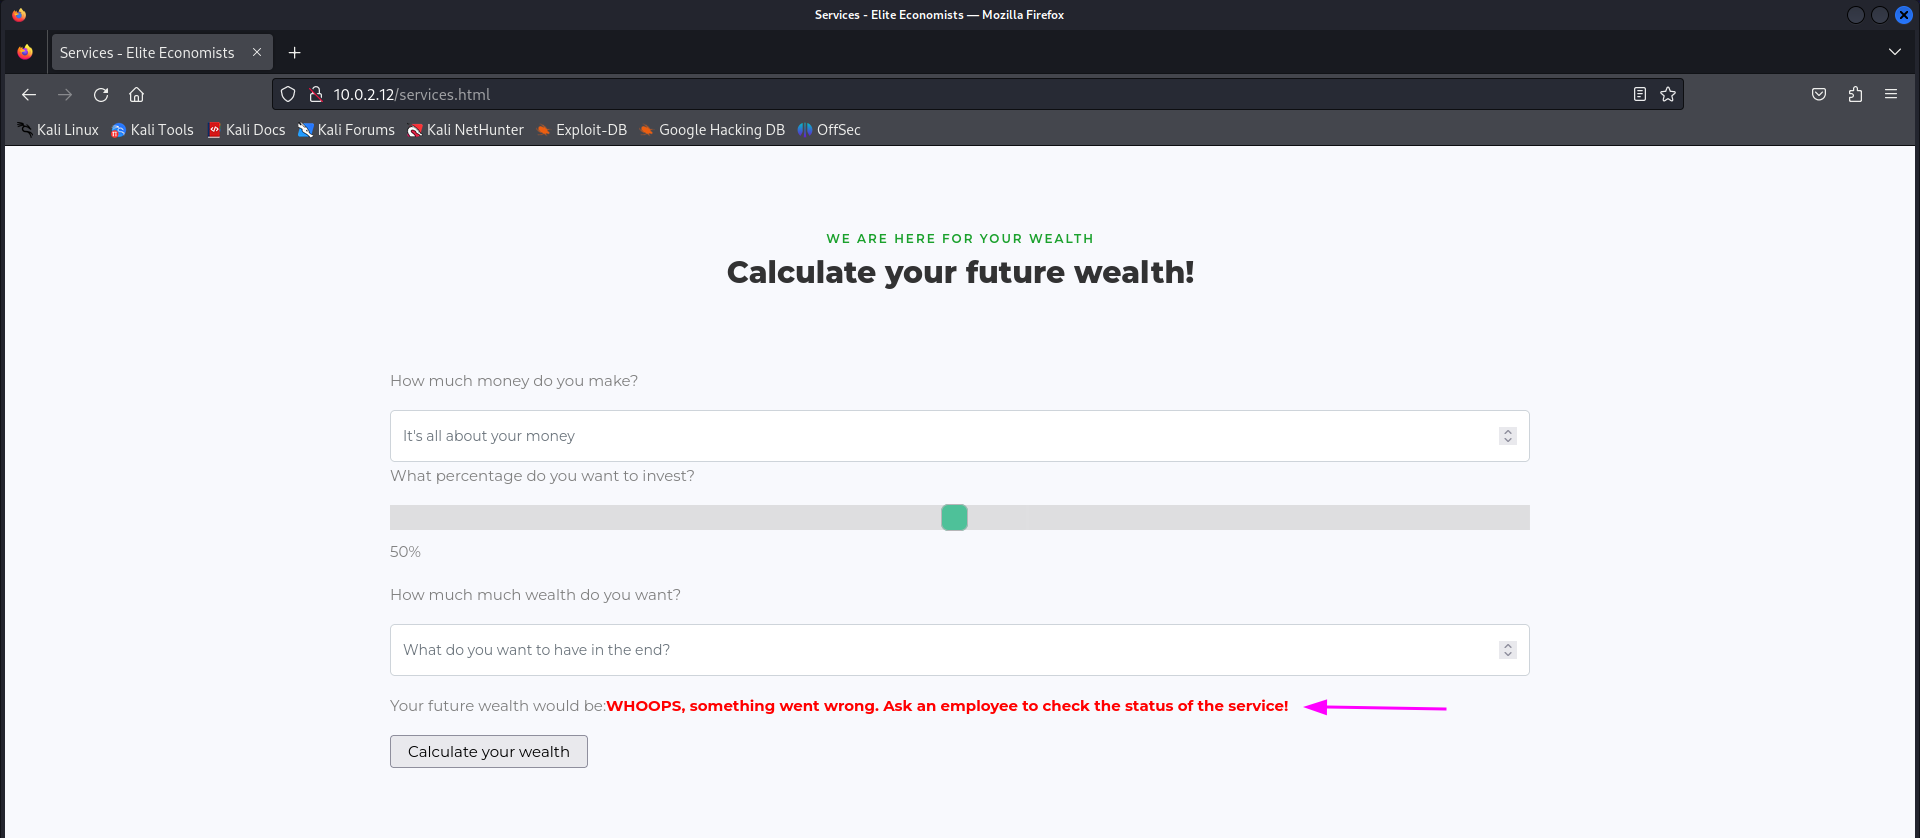 Services - Elite Economists — Mozilla Firefox
Services - Elite Economists
10.0.2.12/services.html
Kali Linux Kali Tools Kali Docs Kali Forums Kali NetHunter Exploit-DB Google Hacking DB OffSec
WE ARE HERE FOR YOUR WEALTH
Calculate your future wealth!
How much money do you make?
It's all about your money
What percentage do you want to invest?
50%
How much much wealth do you want?
What do you want to have in the end?
Your future wealth would be:WHOOPS, something went wrong. Ask an employee to check the status of the service!
Calculate your wealth